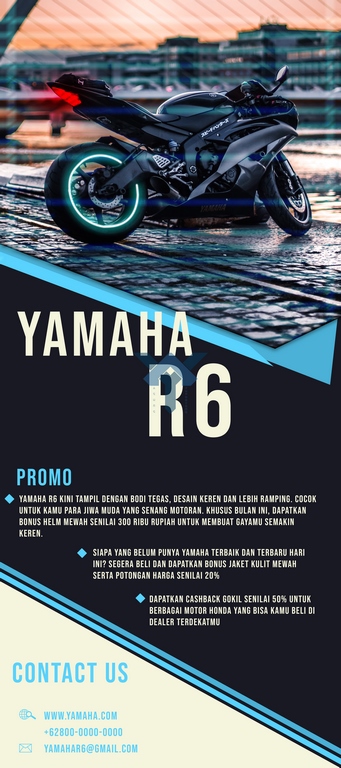 YAMAHA
R6
PROMO
YAMAHA R6 KINI TAMPIL DENGAN BODI TEGAS, DESAIN KEREN DAN LEBIH RAMPING. COCOK
UNTUK KAMU PARA JIWA MUDA YANG SENANG MOTORAN. KHUSUS BULAN INI, DAPATKAN
BONUS HELM MEWAH SENILAI 300 RIBU RUPIAH UNTUK MEMBUAT GAYAMU SEMAKIN
KEREN.
SIAPA YANG BELUM PUNYA YAMAHA TERBAIK DAN TERBARU HARI
INI? SEGERA BELI DAN DAPATKAN BONUS JAKET KULIT MEWAH
SERTA POTONGAN HARGA SENILAI 20%
DAPATKAN CASHBACK GOKIL SENILAI 50% UNTUK
BERBAGAI MOTOR HONDA YANG BISA KAMU BELI DI
DEALER TERDEKATMU
CONTACT US
WWW.YAMAHA.COM
+62800-0000-0000
YAMAHAR6@GMAIL.COM